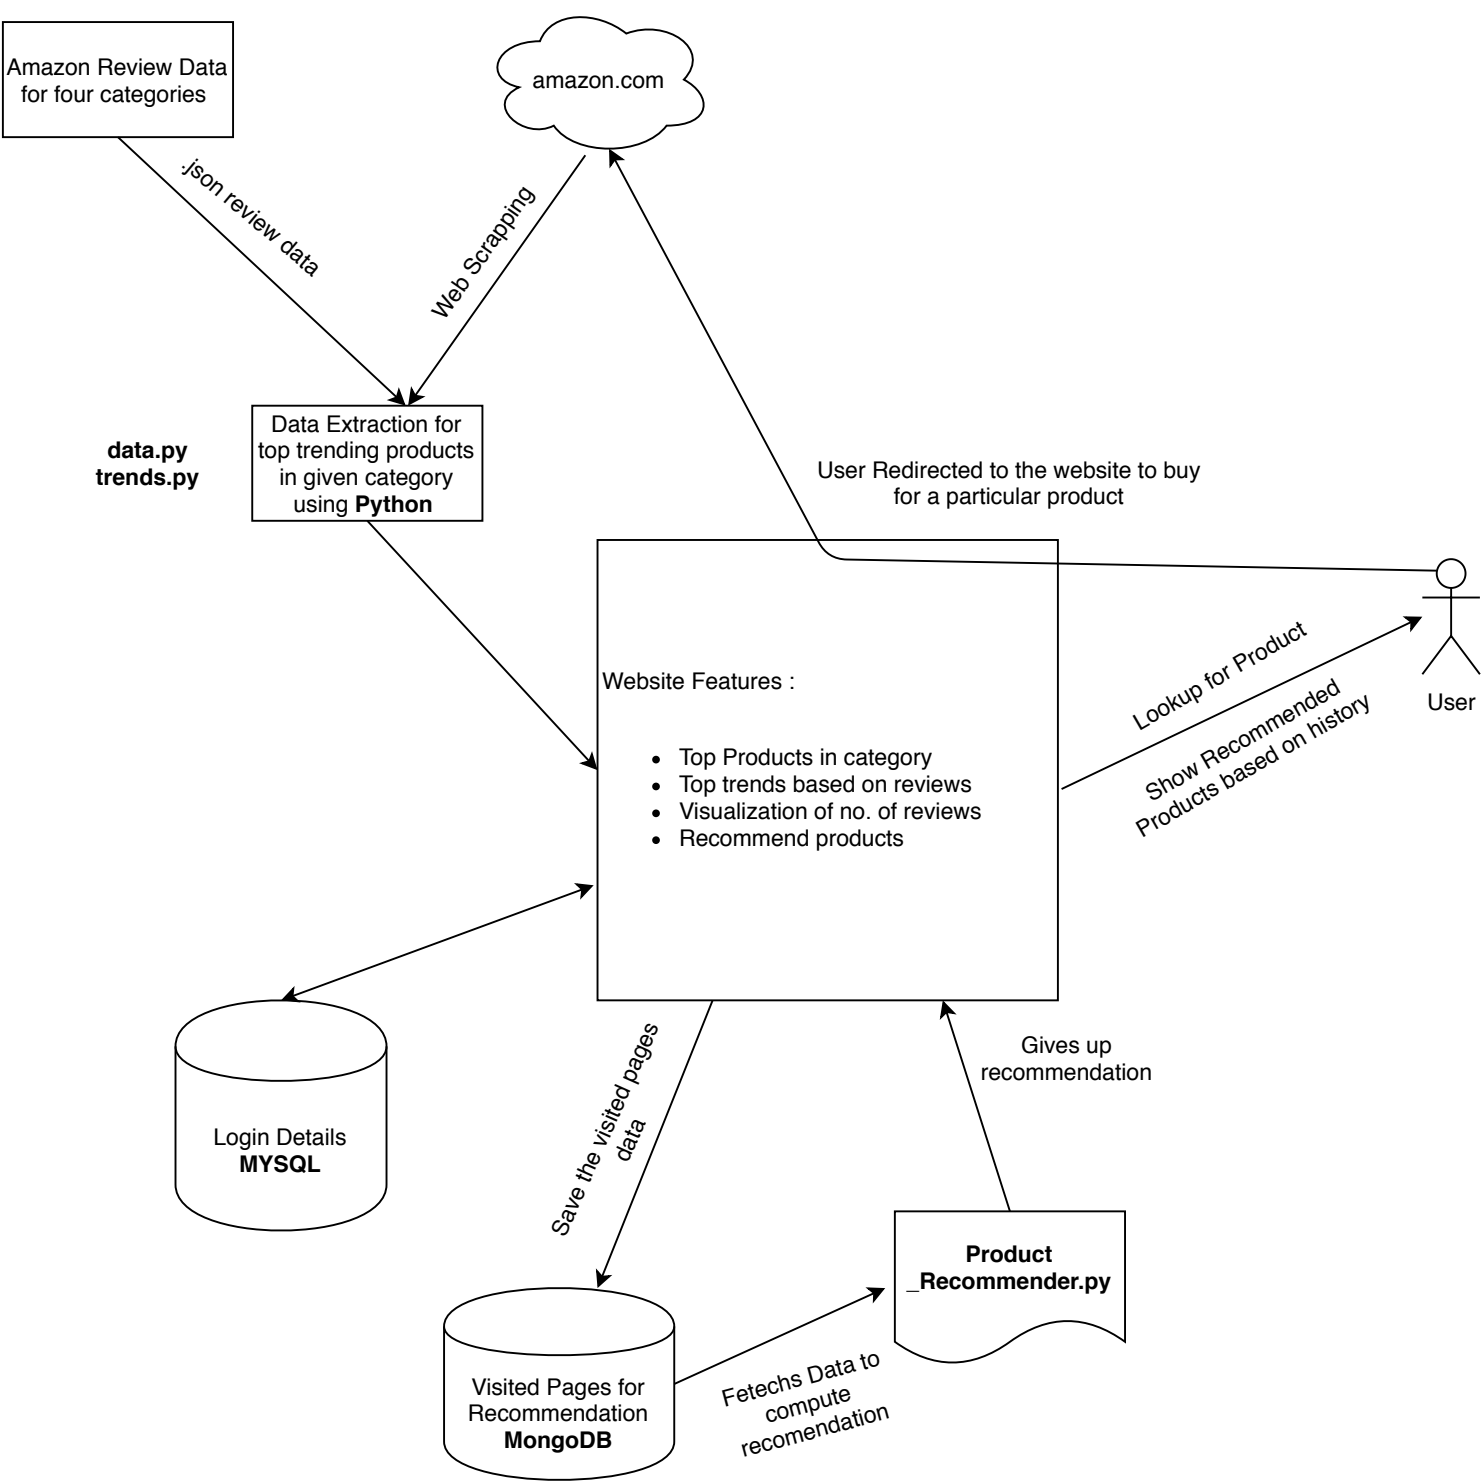 Amazon Review Data
for four categories
amazon.com
.json review data
Web Scrapping
data.py
trends.py
Data Extraction for
top trending products
in given category
using Python
User Redirected to the website to buy
for a particular product
Website Features :
• Top Products in category
• Top trends based on reviews
• Visualization of no. of reviews
• Recommend products
Lookup for Product
Show Recommended
Products based on history
User
Login Details
MYSQL
Save the visited pages
data
Gives up
recommendation
Product
_Recommender.py
Visited Pages for
Recommendation
MongoDB
Fetechs Data to
compute
recomendation